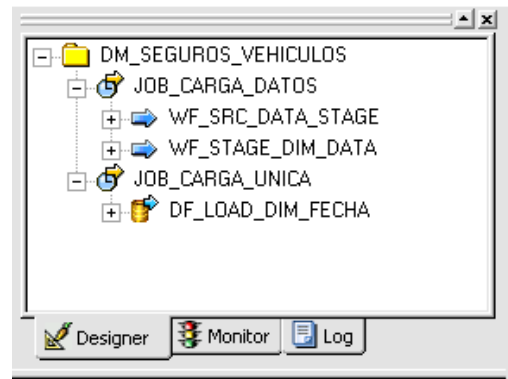 DM_SEGUROS_VEHICULOS
JOB_CARGA_DATOS
WF_SRC_DATA_STAGE
WF_STAGE_DIM_DATA
JOB_CARGA_UNICA
DF_LOAD_DIM_FECHA
Designer Monitor Log